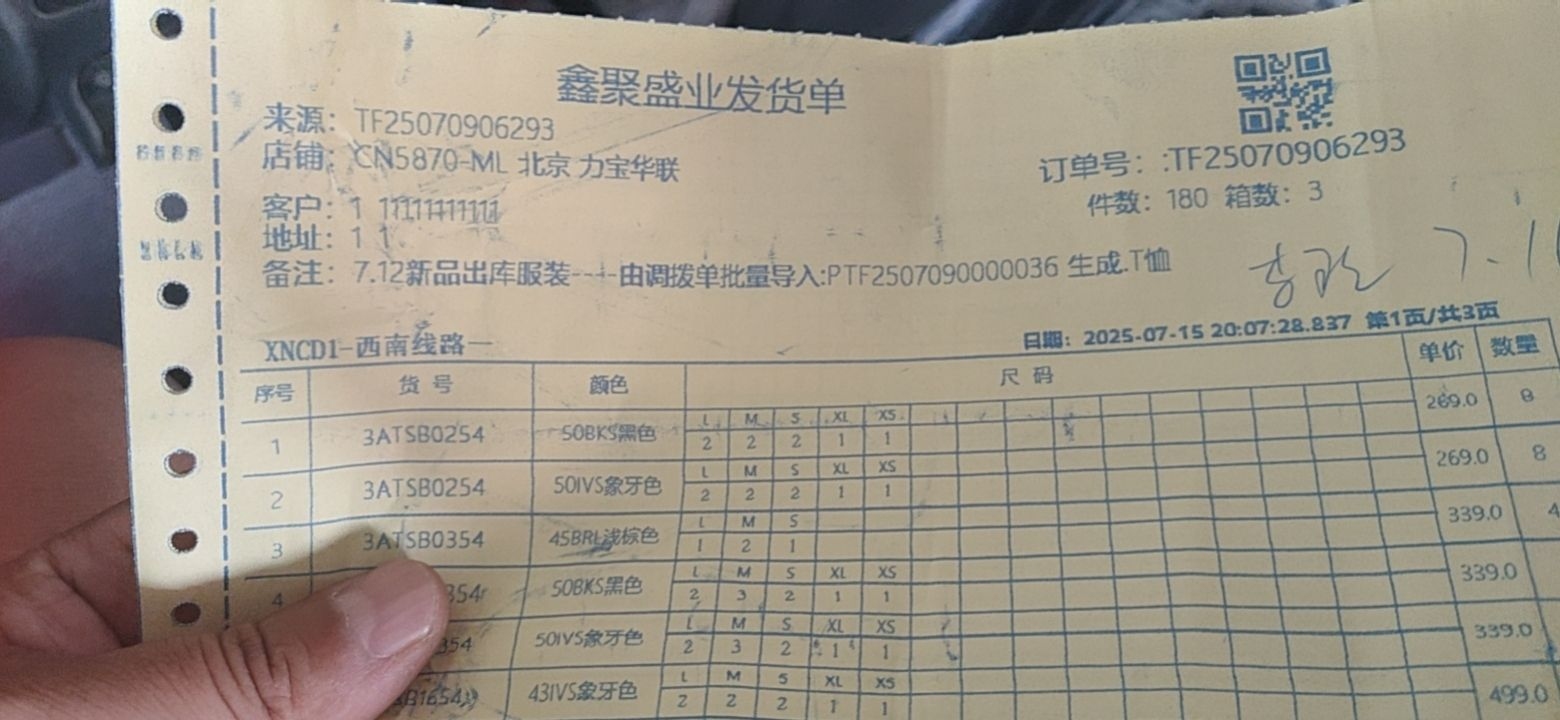 鑫聚盛业发货单
来源：TF25070906293
店铺：CN5870-ML 北京 力宝华联
订单号：:TF25070906293
客户：1 11111111111
件数：180 箱数：3
地址：1 1
备注：7.12新品出库服装----由调拨单批量导入:PTF2507090000036 生成.T恤
XNCD1-西南线路一
日期：2025-07-15 20:07:28.837 第1页/共3页
序号 货号 颜色 尺码 单价 数量
L M S XL XS
1 3ATSB0254 50BKS黑色 2 2 2 1 1 269.0 8
L M S XL XS
2 3ATSB0254 50IVS象牙色 2 2 2 1 1 269.0 8
L M S
3 3ATSB0354 45BRL浅棕色 1 2 1 339.0 4
L M S XL XS
4 354 50BKS黑色 2 3 2 1 1 339.0
L M S XL XS
354 50IVS象牙色 2 3 2 1 1 339.0
L M S XL XS
B1654 43IVS象牙色 2 2 2 1 1 499.0